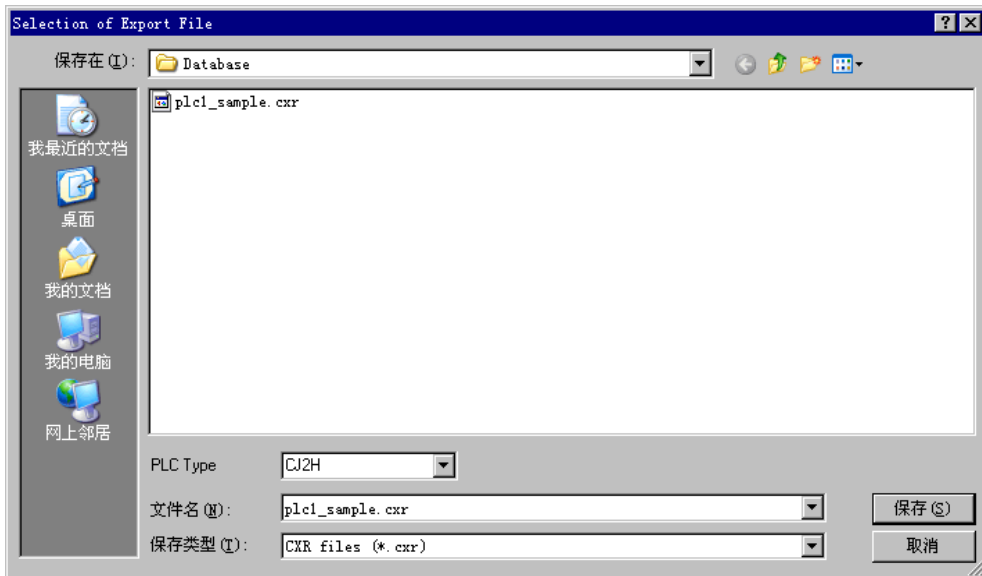 Selection of Export File
保存在(I):
Database
plc1_sample.cxr
我最近的文档
桌面
我的文档
我的电脑
网上邻居
PLC Type
CJ2H
文件名(N):
plc1_sample.cxr
保存(S)
保存类型(T):
CXR files (*.cxr)
取消